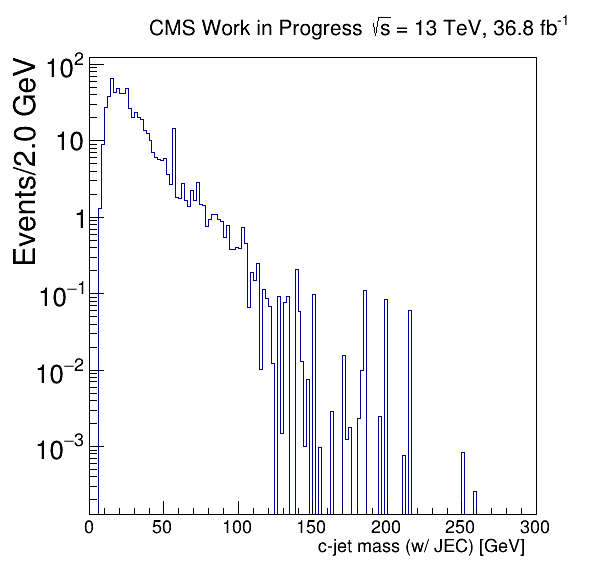 CMS Work in Progress √s = 13 TeV, 36.8 fb⁻¹
Events/2.0 GeV
10²
10
1
10⁻¹
10⁻²
10⁻³
0 50 100 150 200 250 300
c-jet mass (w/ JEC) [GeV]